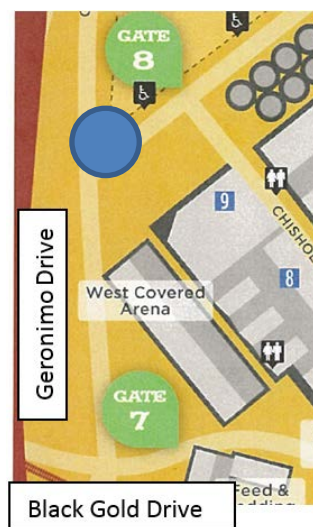 GATE
8
9
CHISHOL
8
West Covered
Arena
Geronimo Drive
GATE
7
Feed &
Black Gold Drive